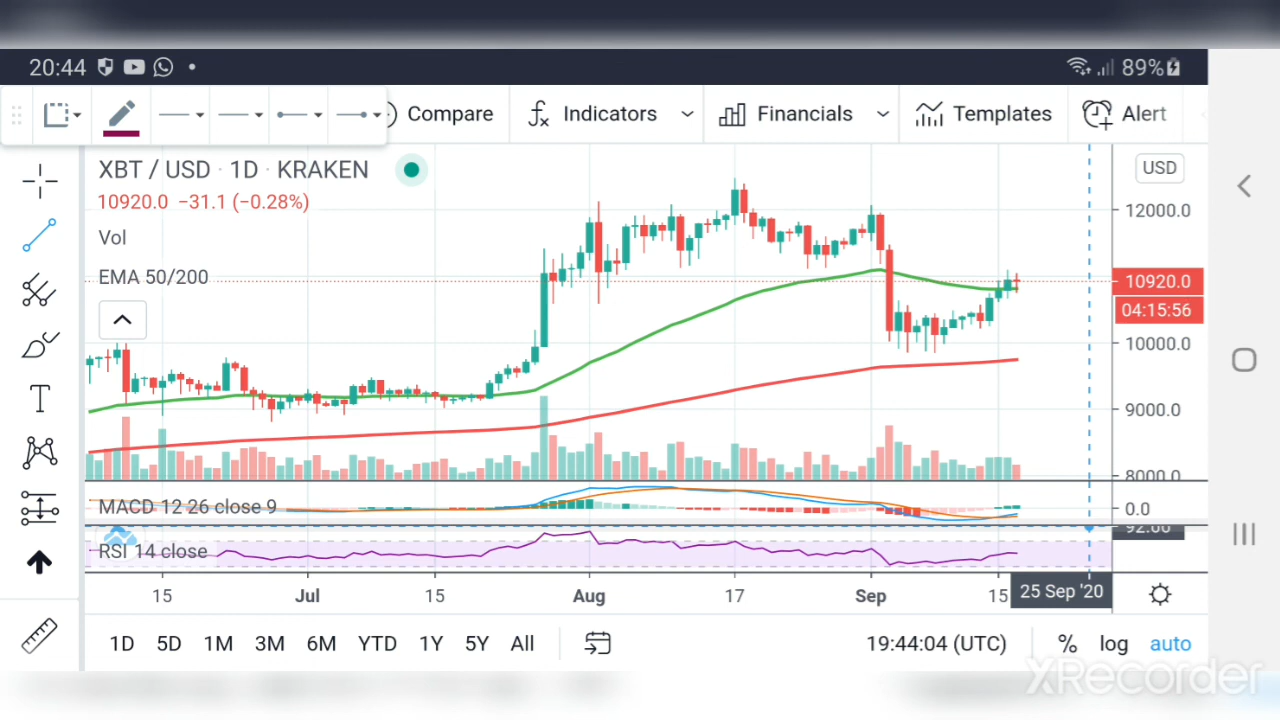 20:44 89%
Compare Indicators Financials Templates Alert
XBT / USD · 1D · KRAKEN
USD
10920.0 −31.1 (−0.28%)
Vol
EMA 50/200
12000.0
10920.0
04:15:56
10000.0
9000.0
8000.0
MACD 12 26 close 9
0.0
92.00
RSI 14 close
15 Jul 15 Aug 17 Sep 15 25 Sep '20
1D 5D 1M 3M 6M YTD 1Y 5Y All 19:44:04 (UTC) % log auto
XRecorder